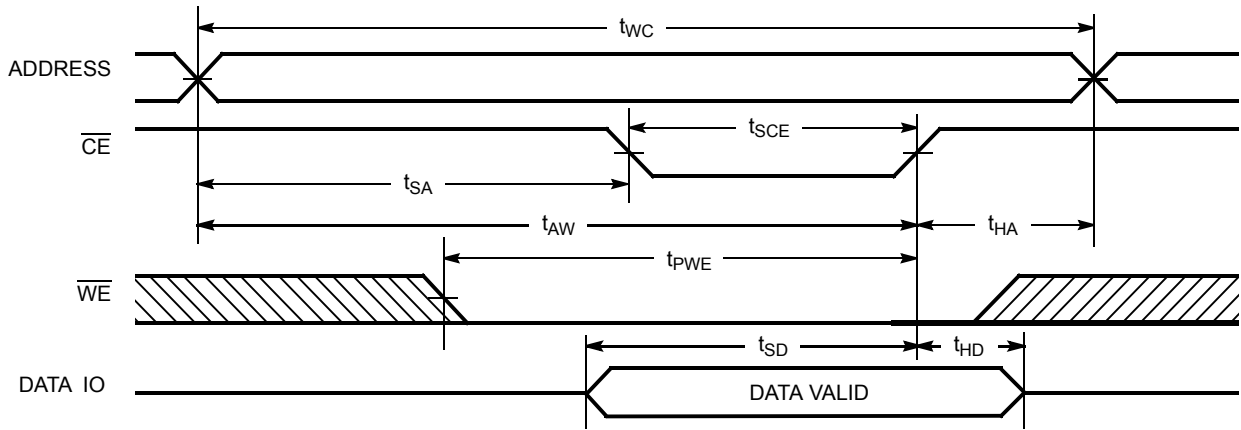 tWC
ADDRESS
CE
tSCE
tSA
tAW
tHA
tPWE
WE
tSD
tHD
DATA IO
DATA VALID